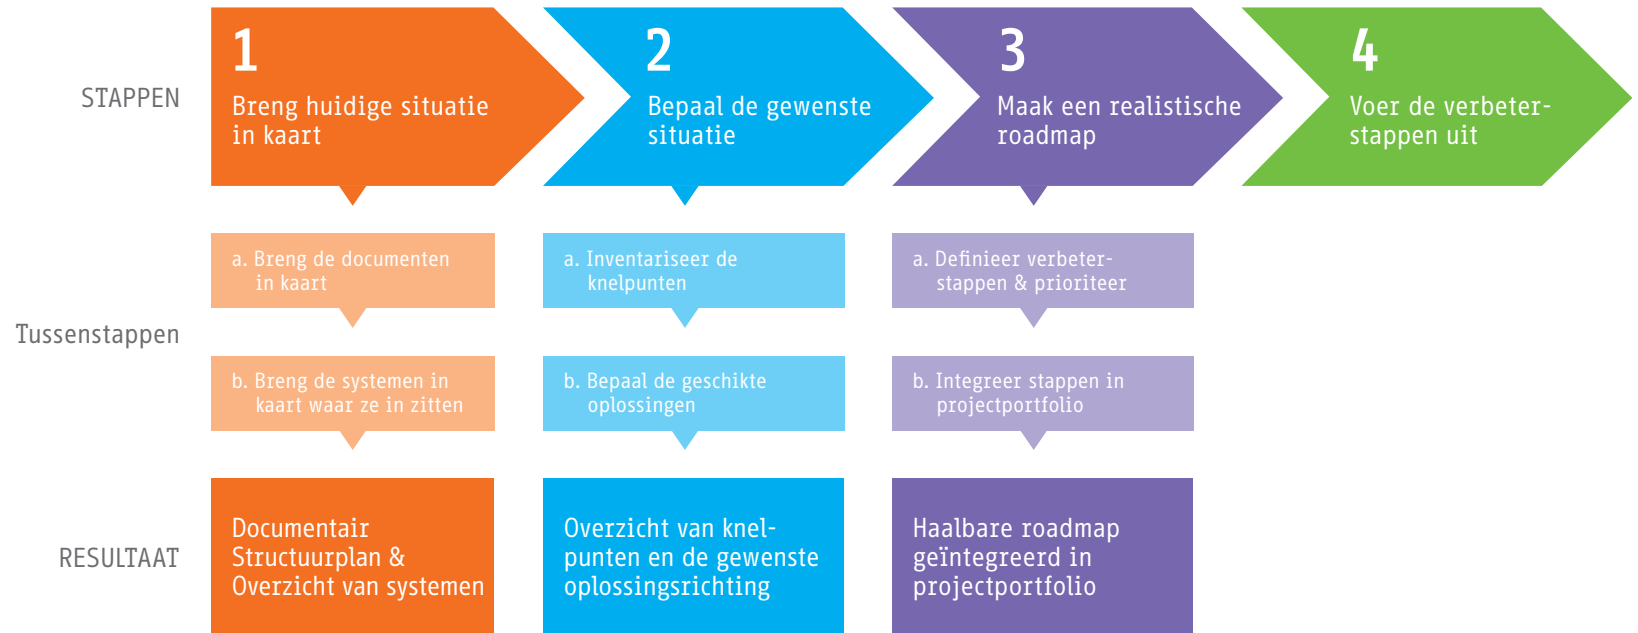 STAPPEN
1
Breng huidige situatie
in kaart
2
Bepaal de gewenste
situatie
3
Maak een realistische
roadmap
4
Voer de verbeter-
stappen uit
Tussenstappen
a. Breng de documenten
in kaart
a. Inventariseer de
knelpunten
a. Definieer verbeter-
stappen & prioriteer
b. Breng de systemen in
kaart waar ze in zitten
b. Bepaal de geschikte
oplossingen
b. Integreer stappen in
projectportfolio
RESULTAAT
Documentair
Structuurplan &
Overzicht van systemen
Overzicht van knel-
punten en de gewenste
oplossingsrichting
Haalbare roadmap
geïntegreerd in
projectportfolio